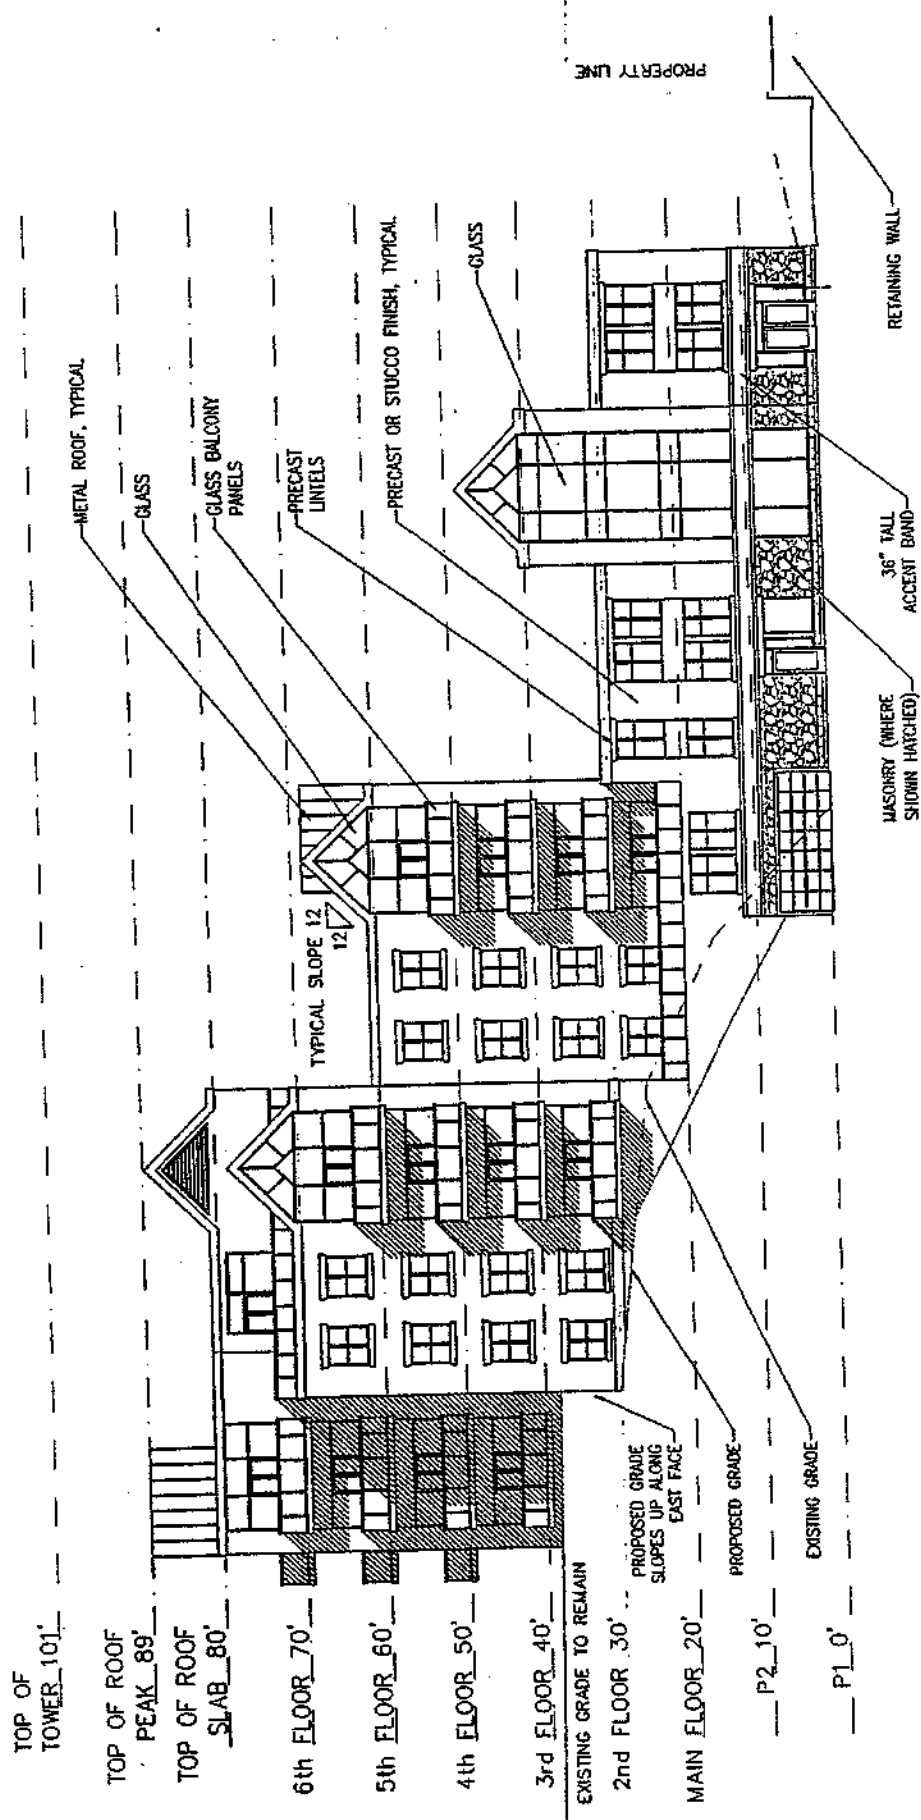 TOP OF
TOWER 101'
TOP OF ROOF
PEAK 89'
TOP OF ROOF
SLAB 80'
6th FLOOR 70'
5th FLOOR 60'
4th FLOOR 50'
3rd FLOOR 40'
EXISTING GRADE TO REMAIN
2nd FLOOR 30'
MAIN FLOOR 20'
P2 10'
P1 0'
PROPOSED GRADE
SLOPES UP ALONG
EAST FACE
PROPOSED GRADE
EXISTING GRADE
TYPICAL SLOPE 12
12
METAL ROOF, TYPICAL
GLASS
GLASS BALCONY
PANELS
PRECAST
LINTELS
PRECAST OR STUCCO FINISH, TYPICAL
GLASS
MASONRY (WHERE
SHOWN HATCHED)
36" TALL
ACCENT BAND
RETAINING WALL
PROPERTY LINE